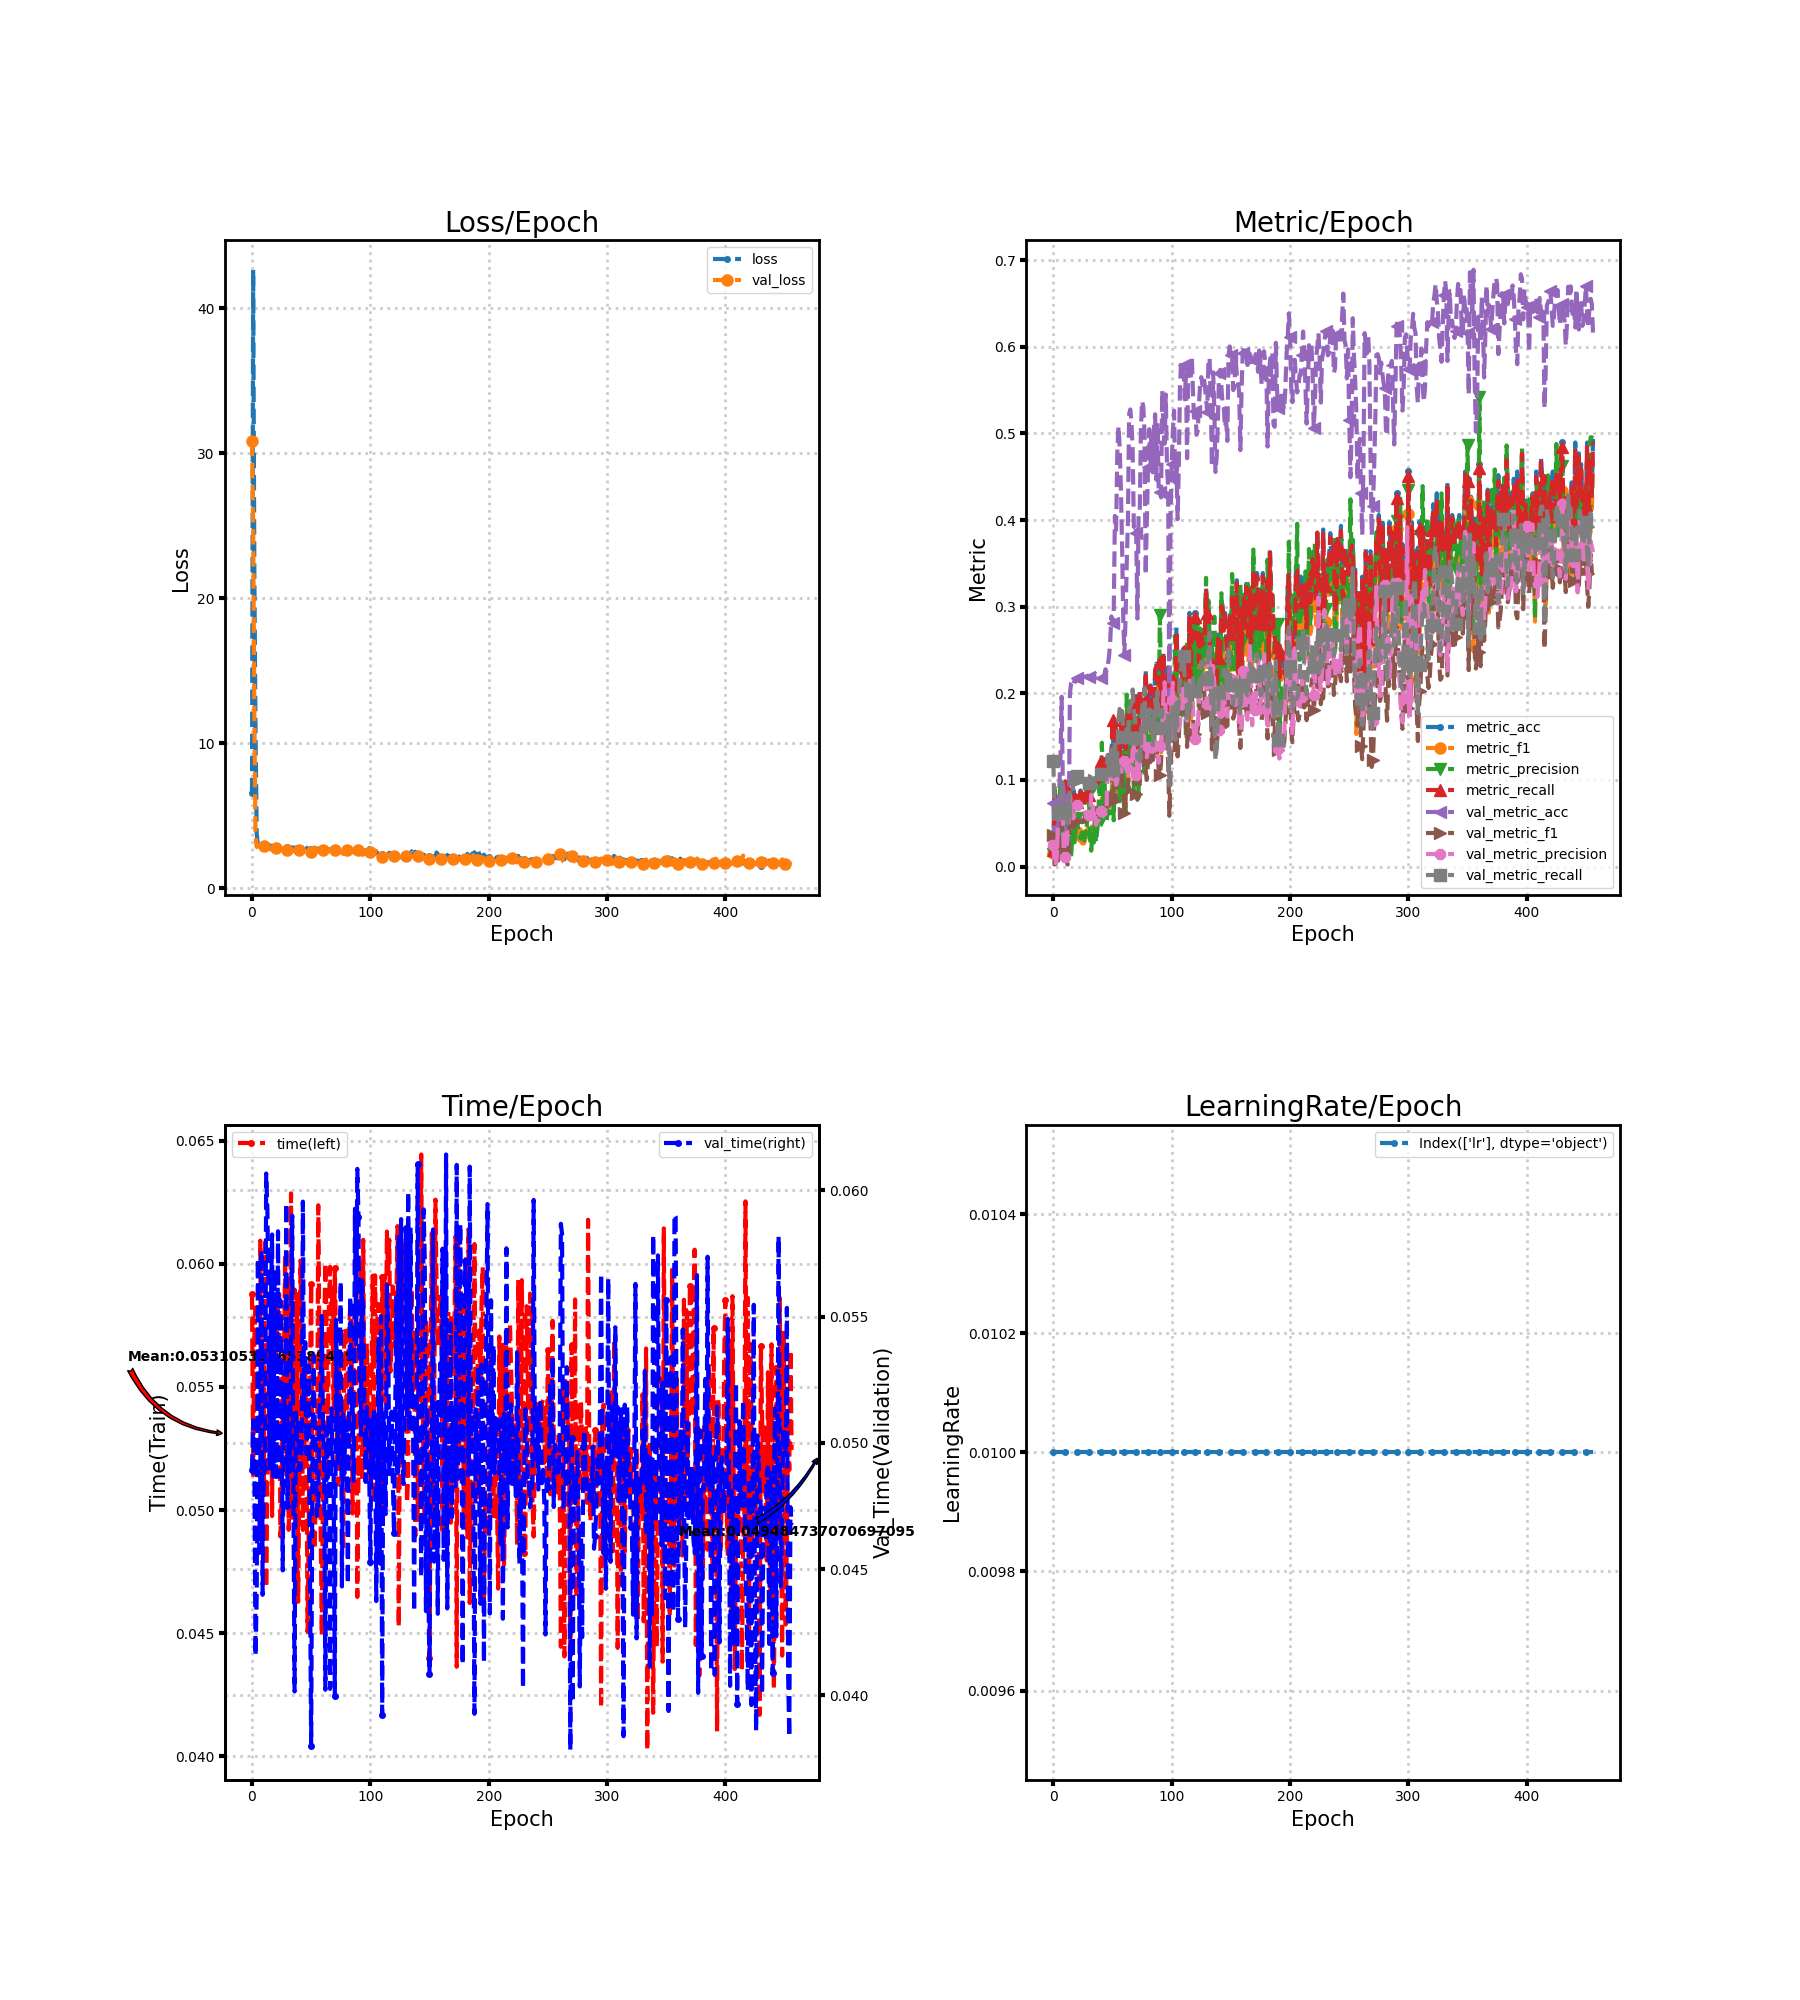 Loss/Epoch
loss
val_loss
40
30
20
10
0
Loss
0
100
200
300
400
Epoch
Metric/Epoch
0.7
0.6
0.5
0.4
0.3
0.2
0.1
0.0
Metric
metric_acc
metric_f1
metric_precision
metric_recall
val_metric_acc
val_metric_f1
val_metric_precision
val_metric_recall
0
100
200
300
400
Epoch
Time/Epoch
time(left)
val_time(right)
0.065
0.060
0.055
0.050
0.045
0.040
Time(Train)
0.060
0.055
0.050
0.045
0.040
Val_Time(Validation)
Mean:0.049484737070697095
0
100
200
300
400
Epoch
LearningRate/Epoch
Index(['lr'], dtype='object')
0.0104
0.0102
0.0100
0.0098
0.0096
LearningRate
0
100
200
300
400
Epoch